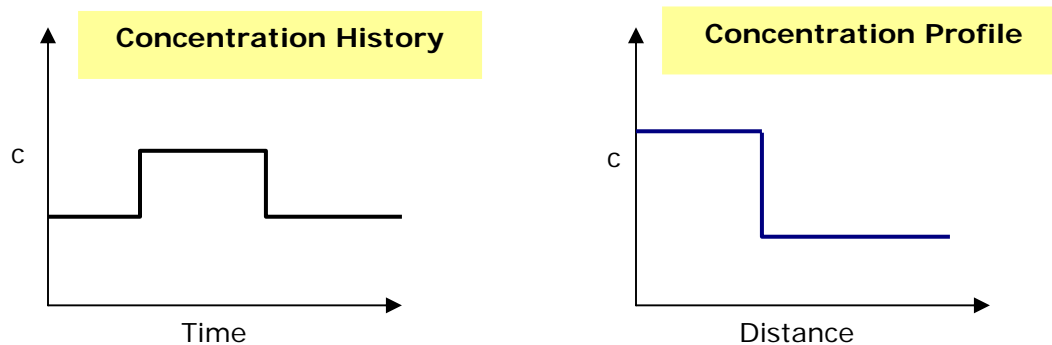 Concentration History
C
Time
Concentration Profile
C
Distance